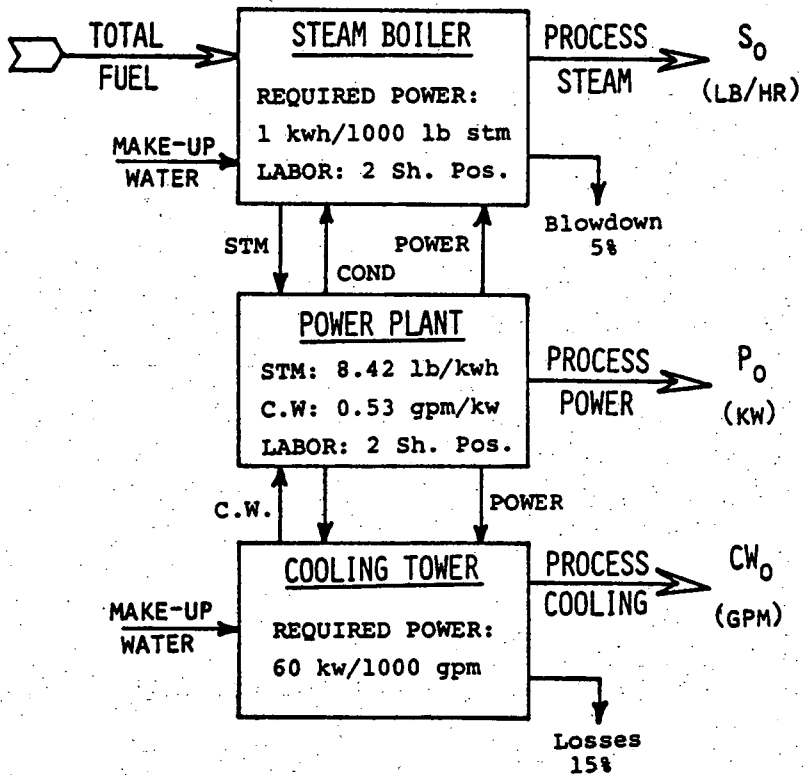 TOTAL
FUEL
STEAM BOILER
REQUIRED POWER:
1 kwh/1000 lb stm
LABOR: 2 Sh. Pos.
PROCESS
STEAM
S0
(LB/HR)
MAKE-UP
WATER
Blowdown
5%
STM
COND
POWER
POWER PLANT
STM: 8.42 lb/kwh
C.W: 0.53 gpm/kw
LABOR: 2 Sh. Pos.
PROCESS
POWER
P0
(KW)
C.W.
POWER
COOLING TOWER
REQUIRED POWER:
60 kw/1000 gpm
PROCESS
COOLING
CW0
(GPM)
MAKE-UP
WATER
Losses
15%